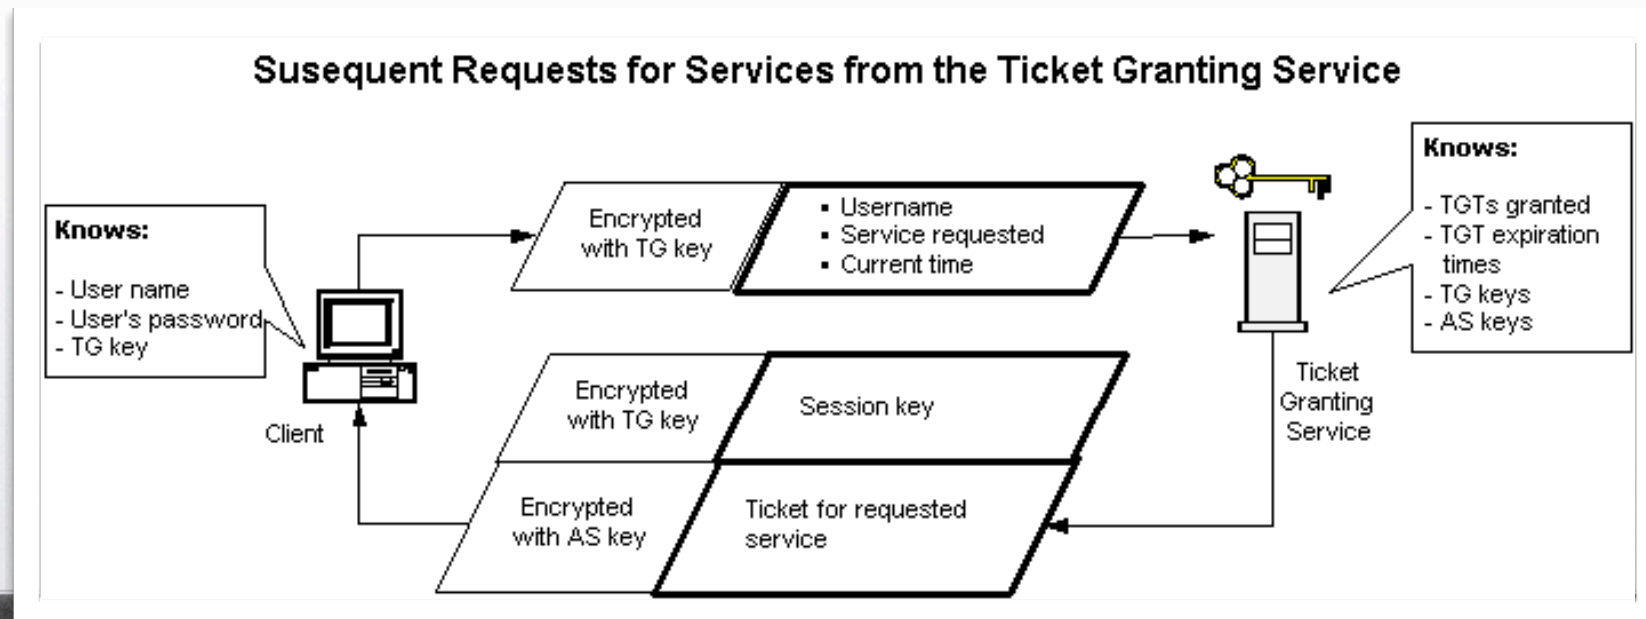 Susequent Requests for Services from the Ticket Granting Service
Knows:
- User name
- User's password
- TG key
Client
Encrypted
with TG key
▪ Username
▪ Service requested
▪ Current time
Encrypted
with TG key
Session key
Encrypted
with AS key
Ticket for requested
service
Knows:
- TGTs granted
- TGT expiration
times
- TG keys
- AS keys
Ticket
Granting
Service